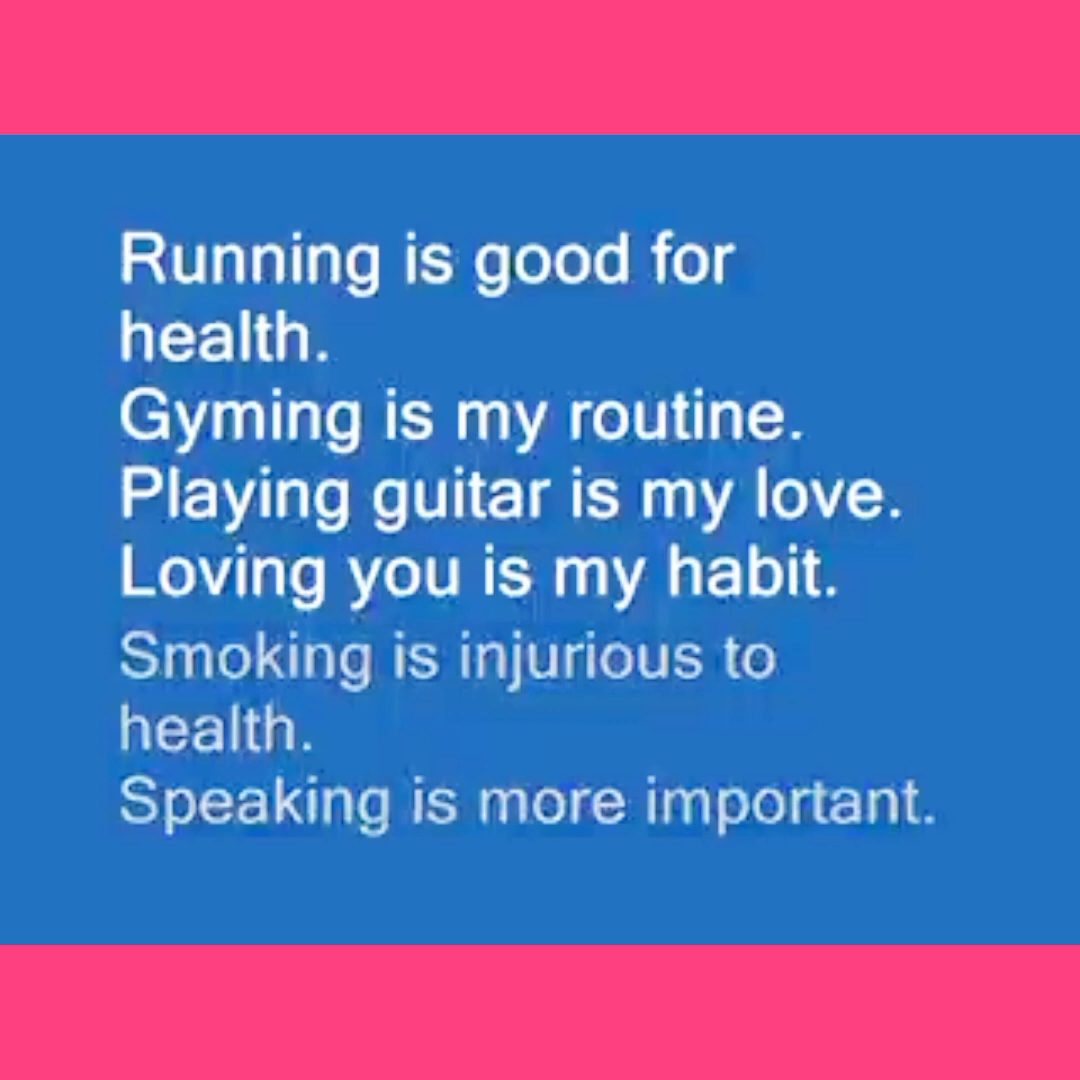 Running is good for
health.
Gyming is my routine.
Playing guitar is my love.
Loving you is my habit.
Smoking is injurious to
health.
Speaking is more important.